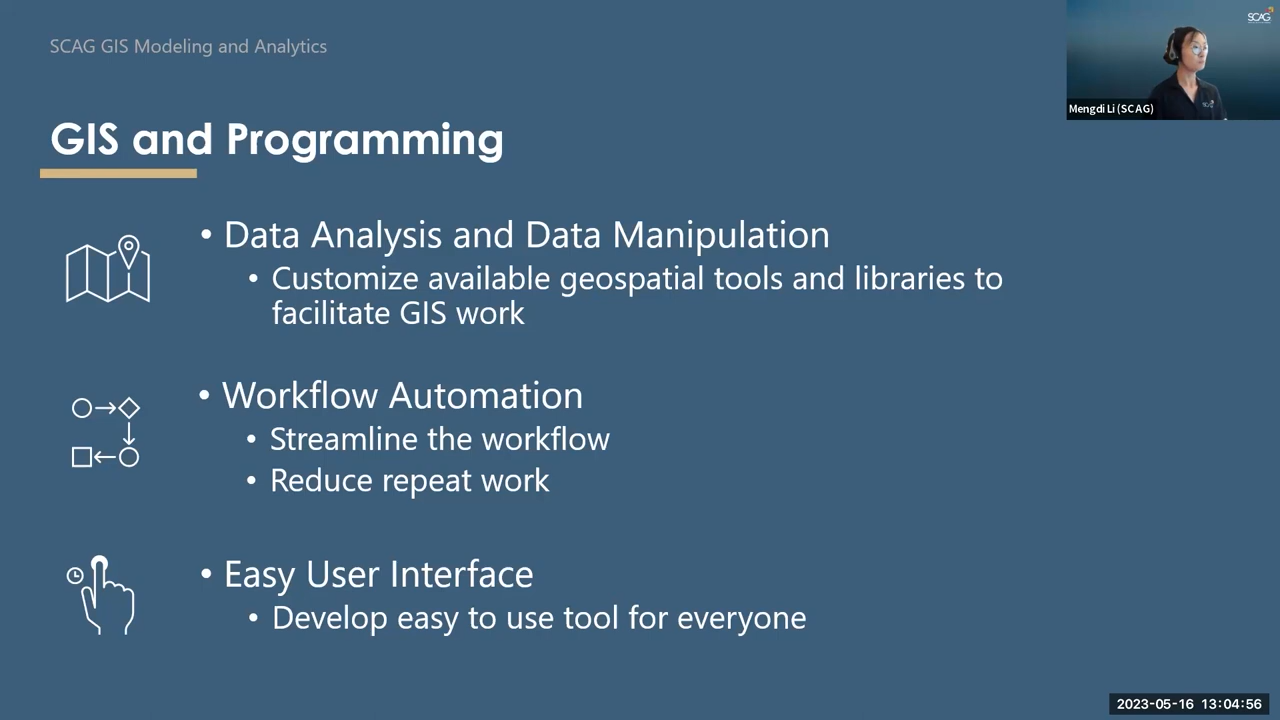 SCAG GIS Modeling and Analytics
SCAG
Mengdi Li (SCAG)
GIS and Programming
• Data Analysis and Data Manipulation
• Customize available geospatial tools and libraries to
facilitate GIS work
• Workflow Automation
• Streamline the workflow
• Reduce repeat work
• Easy User Interface
• Develop easy to use tool for everyone
2023-05-16 13:04:56